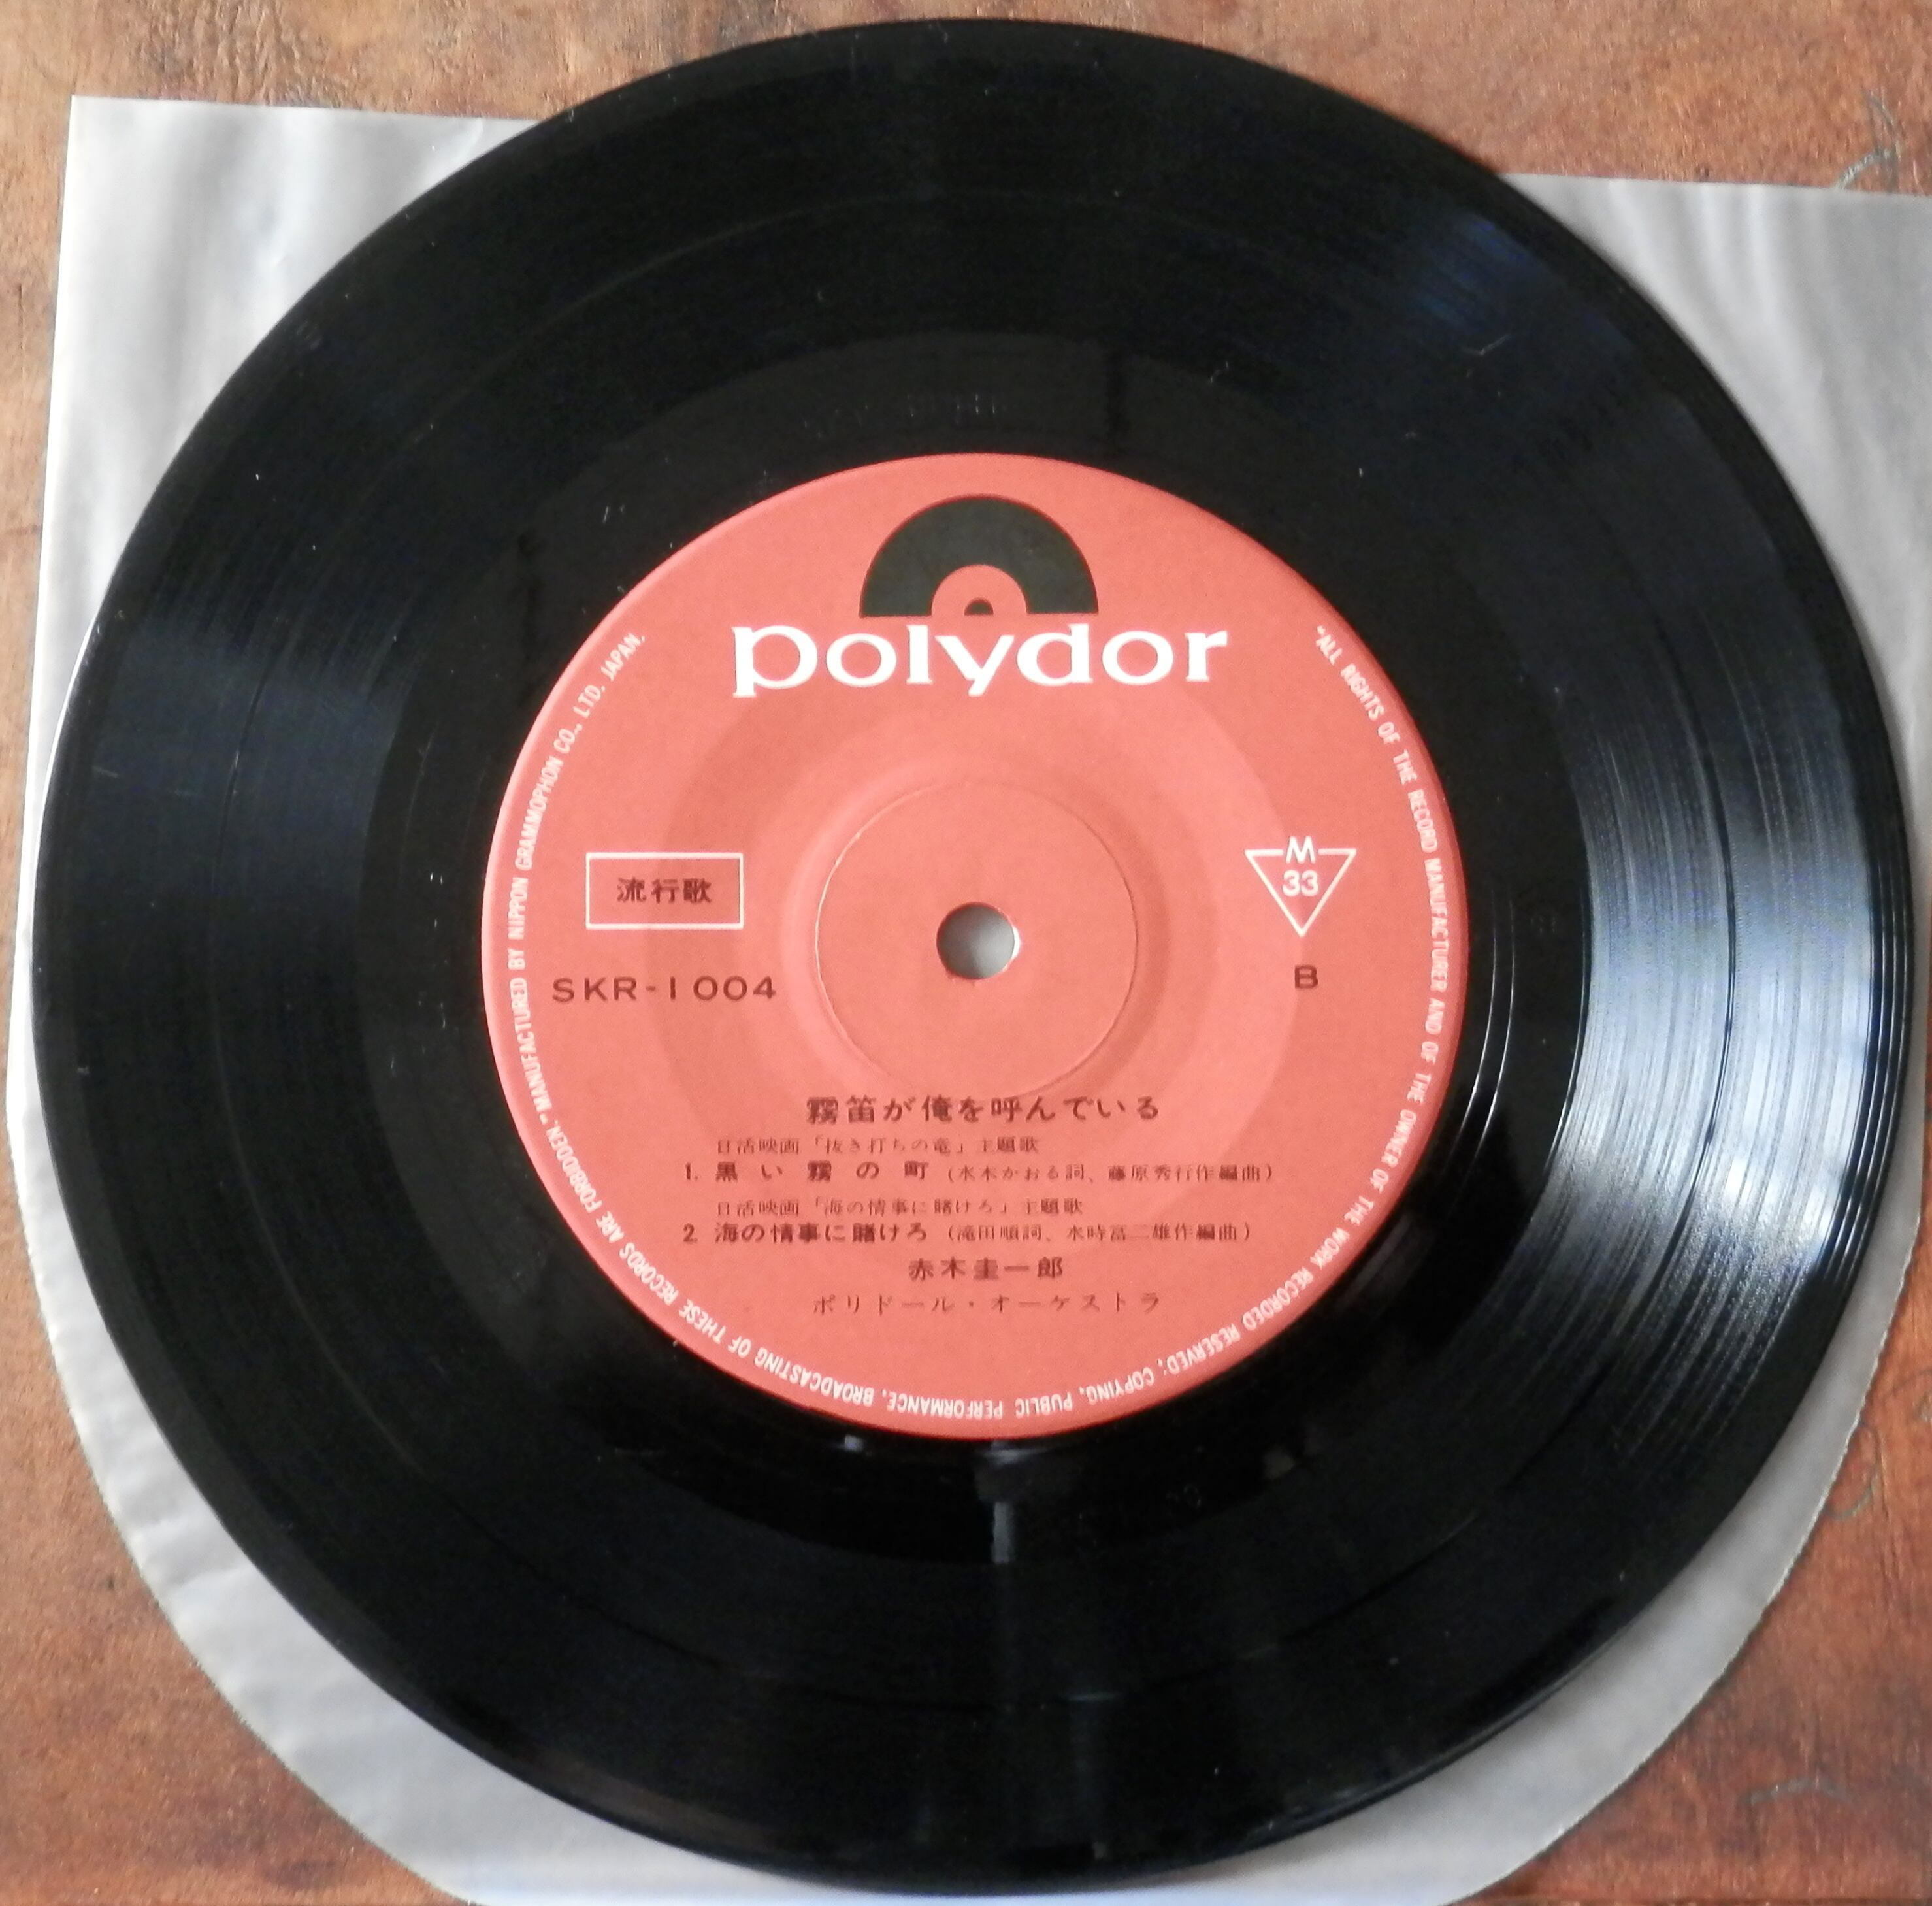 polydor
流行歌
M
33
SKR-1004
B
霧笛が俺を呼んでいる
日活映画「抜き打ちの竜」主題歌
1. 黒い霧の町 (水木かおる詞、藤原秀行作編曲)
日活映画「海の情事に賭けろ」主題歌
2. 海の情事に賭けろ (滝田順詞、水時富二雄作編曲)
赤木圭一郎
ポリドール・オーケストラ
"ALL RIGHTS OF THE RECORD MANUFACTURER AND OF THE OWNER OF THE WORK RECORDED RESERVED; COPYING, PUBLIC PERFORMANCE, BROADCASTING OF THESE RECORDS ARE FORBIDDEN." MANUFACTURED BY NIPPON GRAMMOPHON CO., LTD. JAPAN.